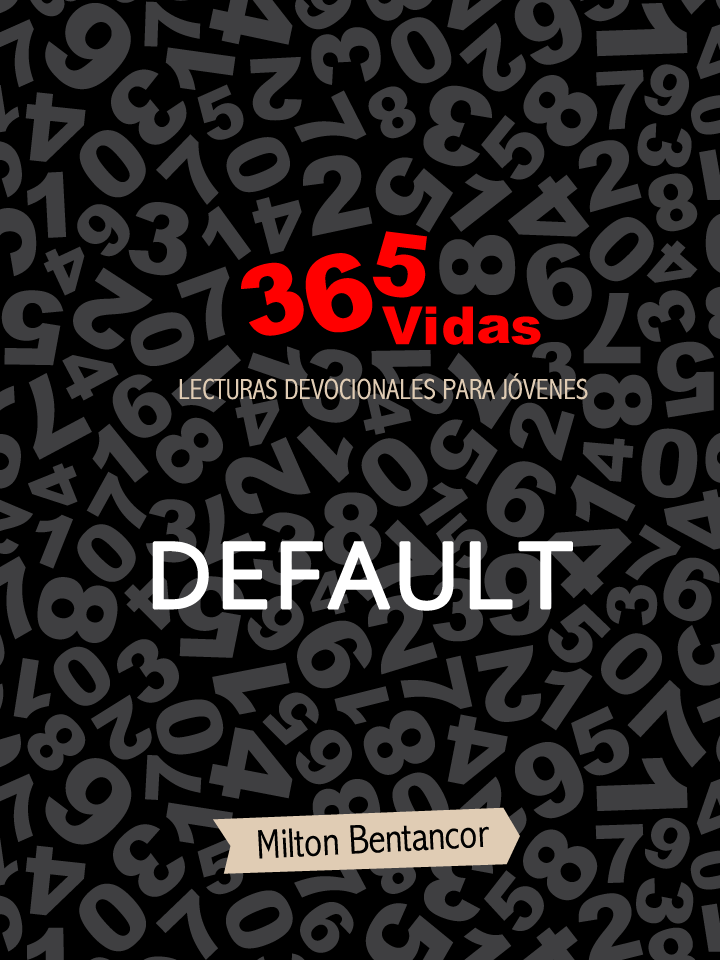 365
Vidas
LECTURAS DEVOCIONALES PARA JÓVENES
DEFAULT
Milton Bentancor